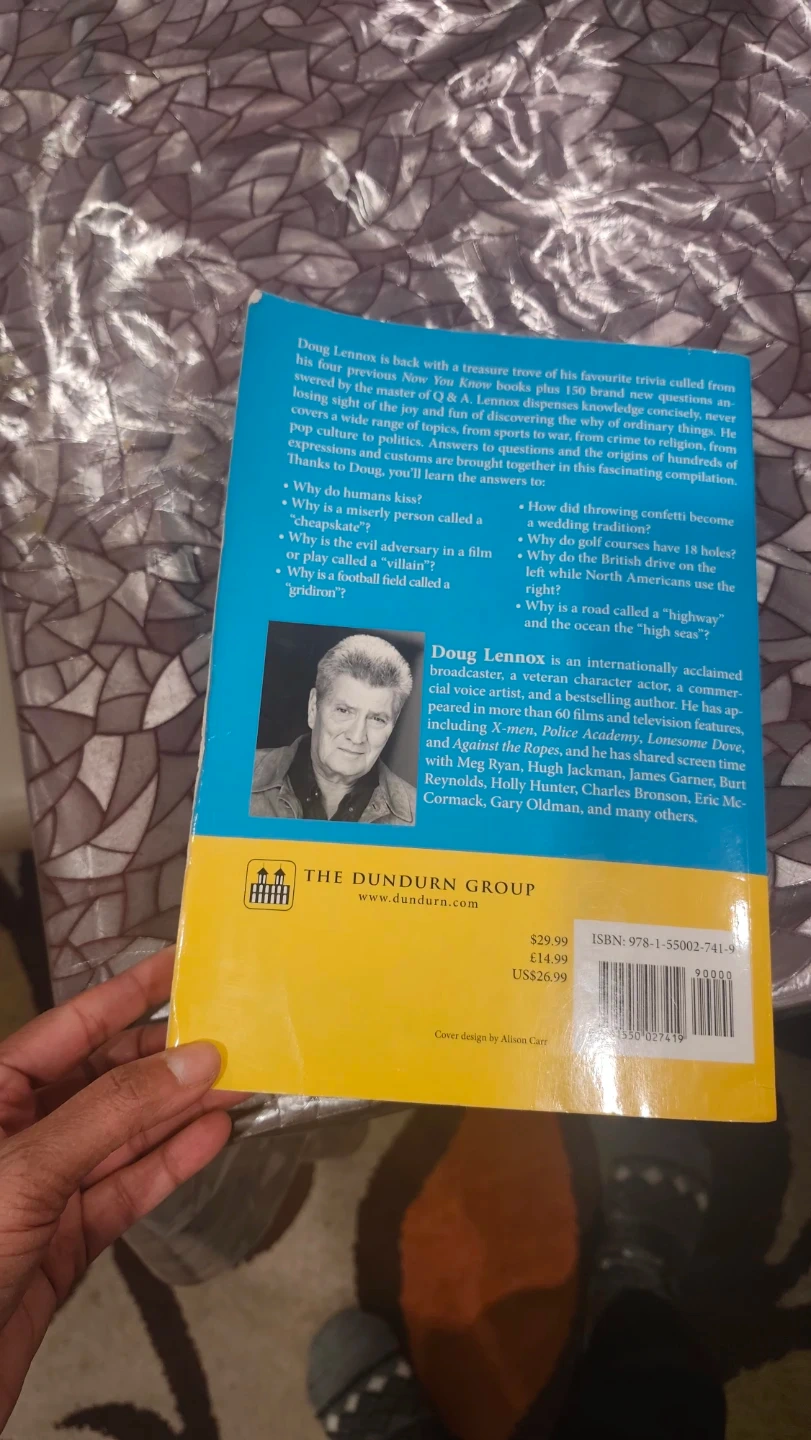 Doug Lennox is back with a treasure trove of his favourite trivia culled from
his four previous Now You Know books plus 150 brand new questions an-
swered by the master of Q & A. Lennox dispenses knowledge concisely, never
losing sight of the joy and fun of discovering the why of ordinary things. He
covers a wide range of topics, from sports to war, from crime to religion, from
pop culture to politics. Answers to questions and the origins of hundreds of
expressions and customs are brought together in this fascinating compilation.
Thanks to Doug, you'll learn the answers to:
• Why do humans kiss?
• Why is a miserly person called a
"cheapskate"?
• Why is the evil adversary in a film
or play called a "villain"?
• Why is a football field called a
"gridiron"?
• How did throwing confetti become
a wedding tradition?
• Why do golf courses have 18 holes?
• Why do the British drive on the
left while North Americans use the
right?
• Why is a road called a "highway"
and the ocean the "high seas"?
Doug Lennox is an internationally acclaimed
broadcaster, a veteran character actor, a commer-
cial voice artist, and a bestselling author. He has ap-
peared in more than 60 films and television features,
including X-men, Police Academy, Lonesome Dove,
and Against the Ropes, and he has shared screen time
with Meg Ryan, Hugh Jackman, James Garner, Burt
Reynolds, Holly Hunter, Charles Bronson, Eric Mc-
Cormack, Gary Oldman, and many others.
THE DUNDURN GROUP
www.dundurn.com
$29.99
£14.99
US$26.99
ISBN: 978-1-55002-741-9
90000
550 027419
Cover design by Alison Carr